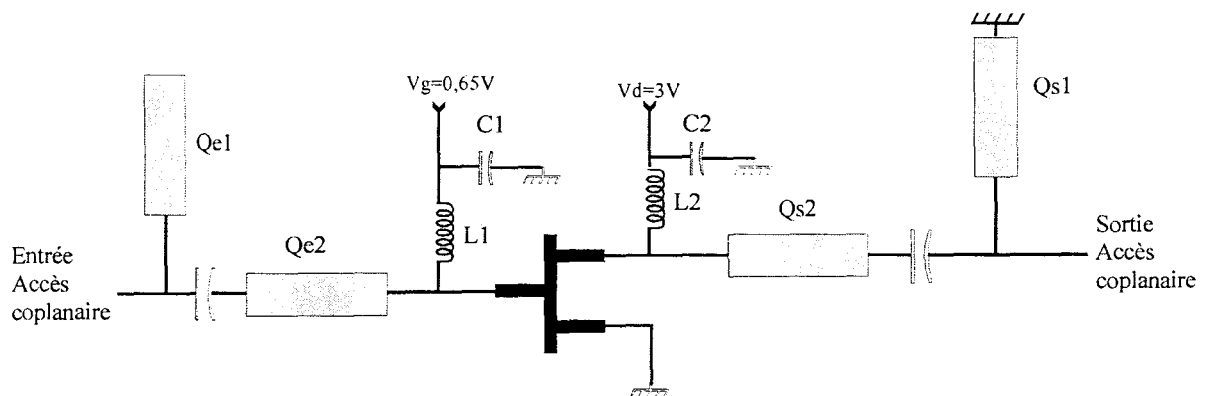 Vg=0,65V
Vd=3V
Qs1
C1
C2
Qe1
L2
L1
Qs2
Qe2
Entrée
Accès
coplanaire
Sortie
Accès
coplanaire